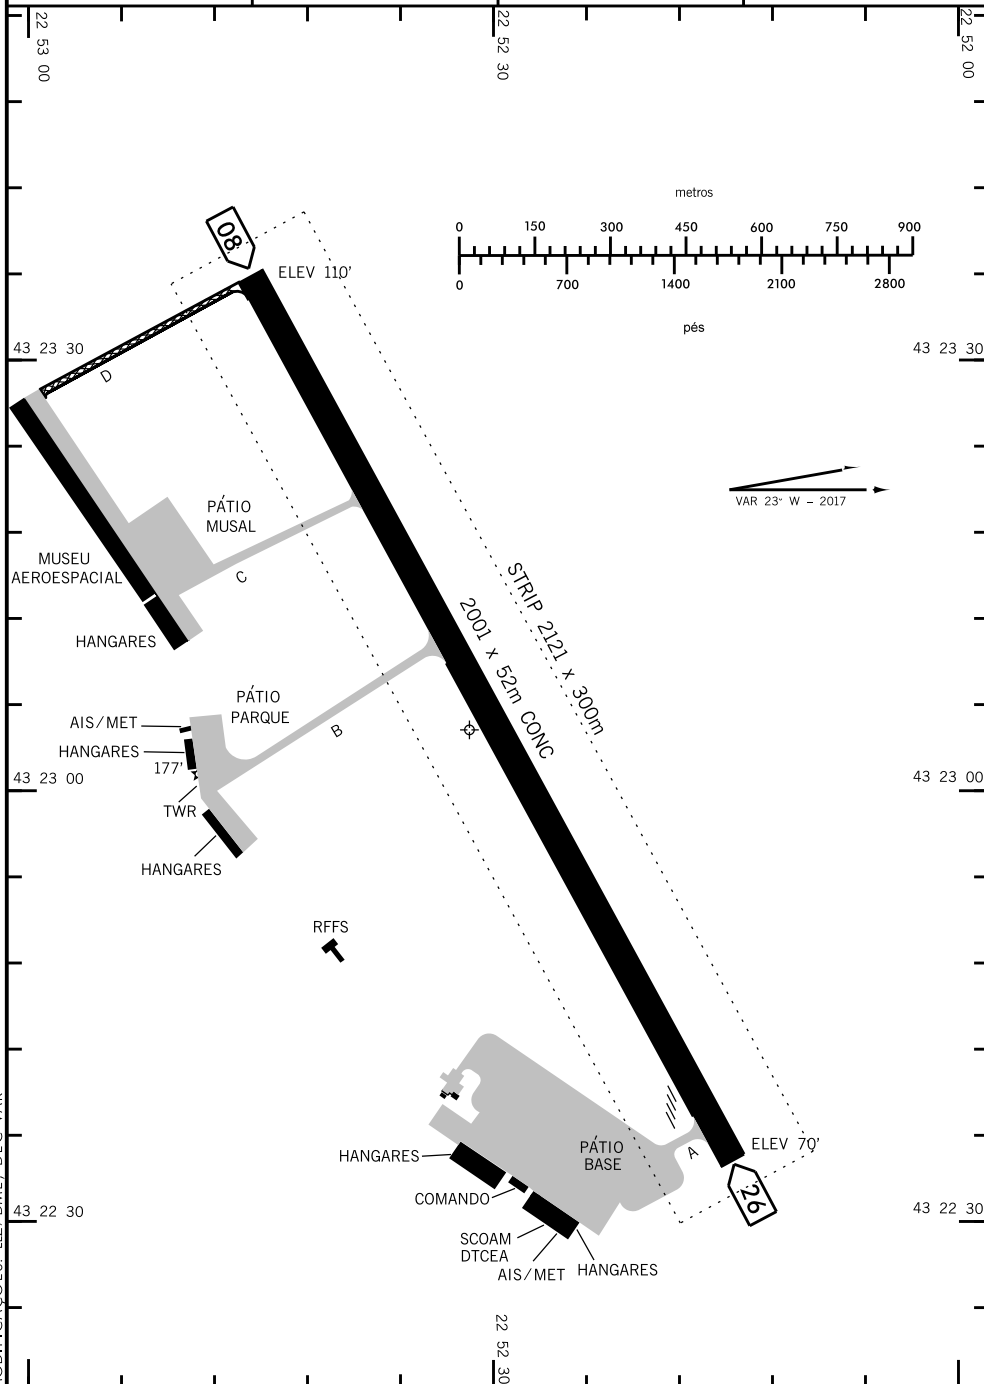 22 53 00
22 52 30
22 52 00
metros
0 150 300 450 600 750 900
0 700 1400 2100 2800
pés
08
ELEV 110'
43 23 30
43 23 30
D
VAR 23° W – 2017
PÁTIO
MUSAL
MUSEU
AEROESPACIAL
C
STRIP 2121 x 300m
2001 x 52m CONC
HANGARES
PÁTIO
PARQUE
AIS/MET
B
HANGARES
177'
43 23 00
43 23 00
TWR
HANGARES
RFFS
PÁTIO
BASE
A
ELEV 70'
HANGARES
COMANDO
26
43 22 30
43 22 30
SCOAM
DTCEA
AIS/MET
HANGARES
22 52 30